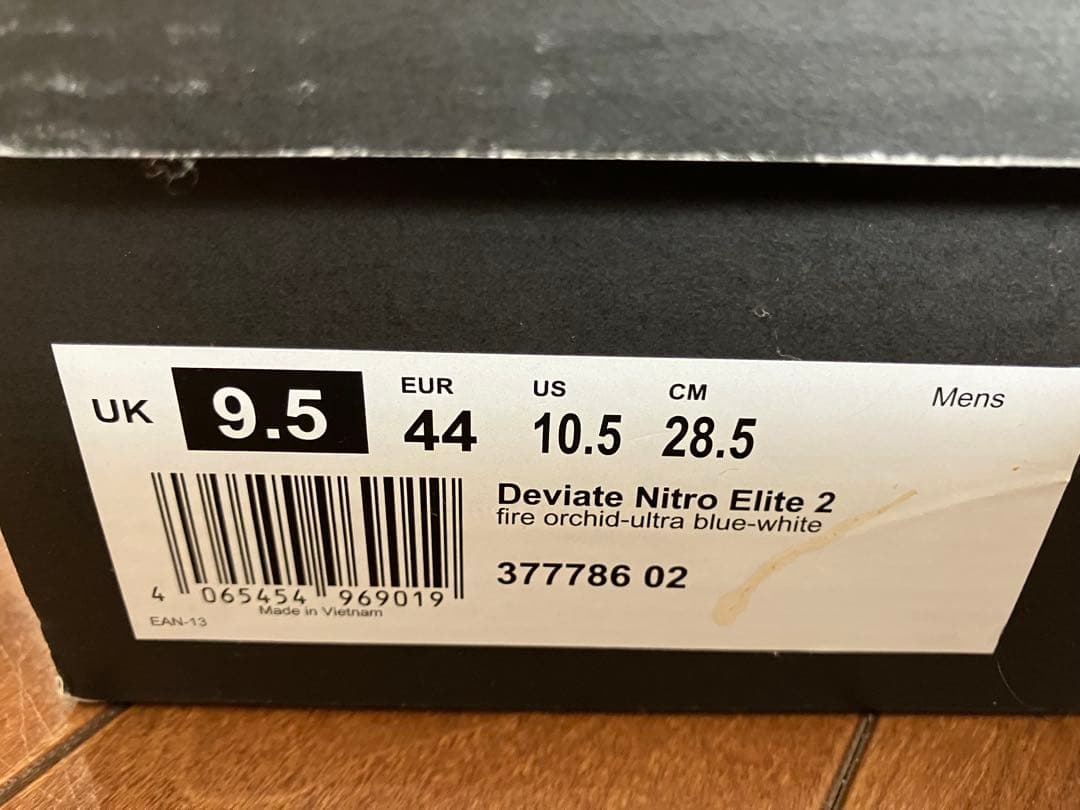 UK 9.5 EUR 44 US 10.5 CM 28.5 Mens
Deviate Nitro Elite 2
fire orchid-ultra blue-white
377786 02
4 065454 969019
Made in Vietnam
EAN-13